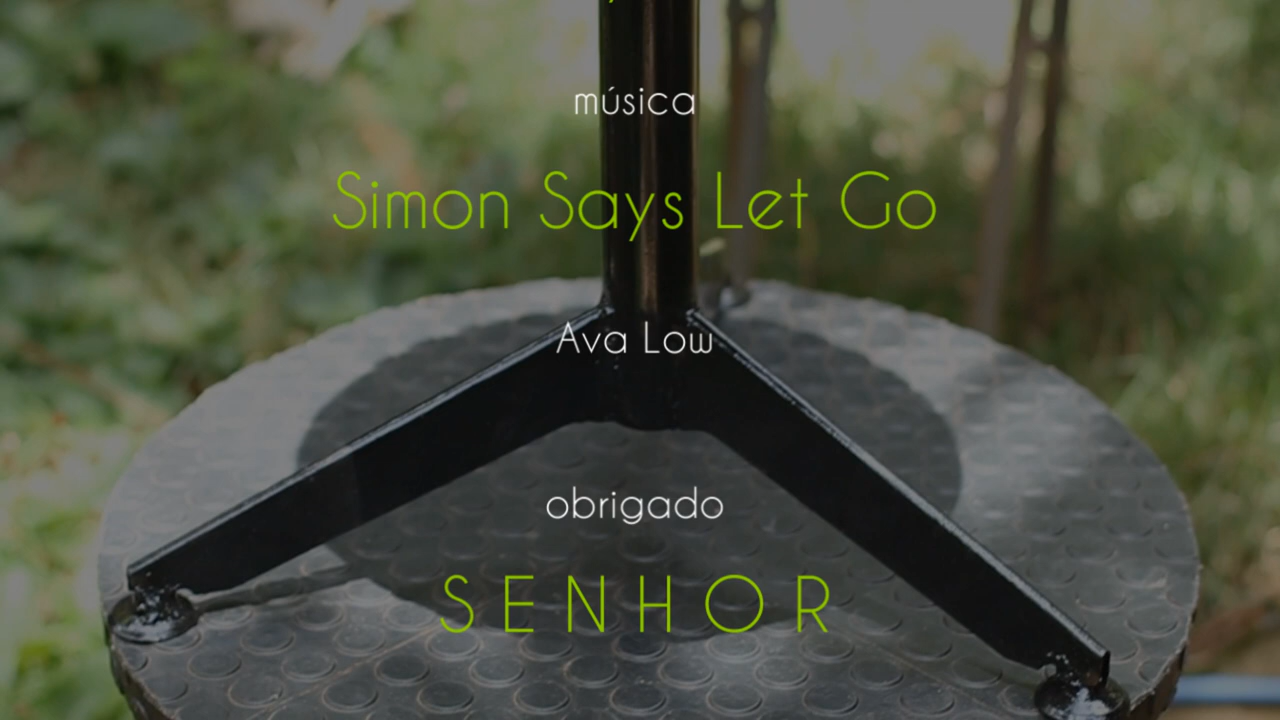 música
Simon Says Let Go
Ava Low
obrigado
SENHOR